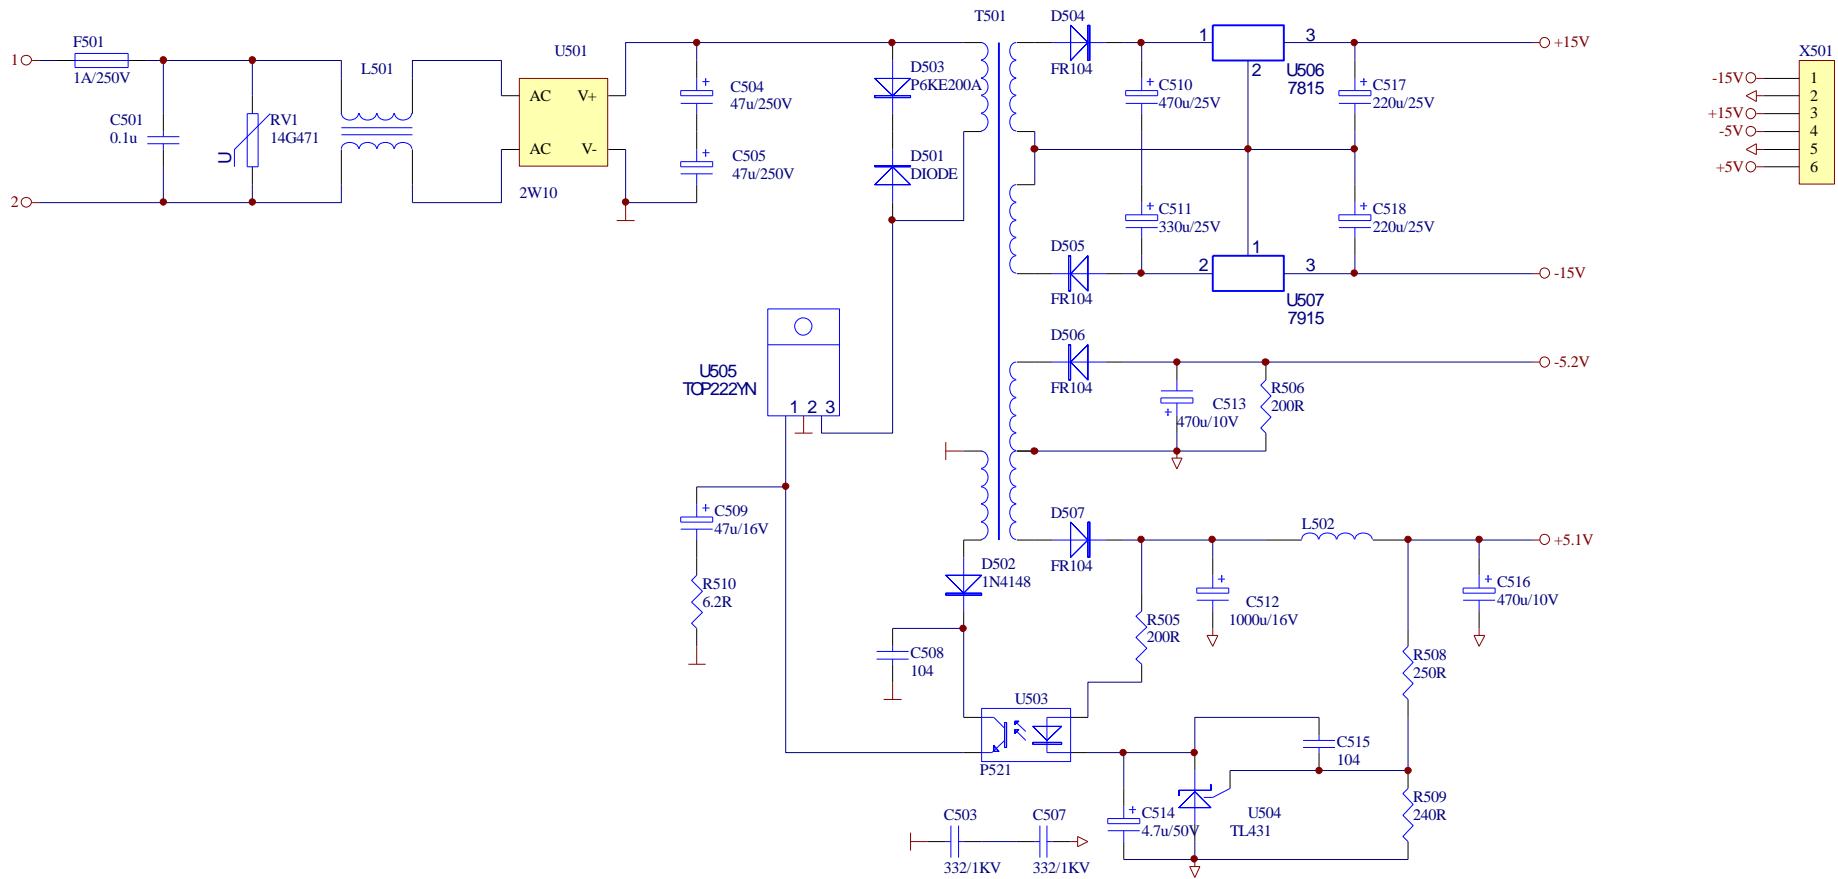 1
F501
1A/250V
C501
0.1u
U
RV1
14G471
2
L501
U501
AC V+
AC V-
2W10
C504
47u/250V
C505
47u/250V
D503
P6KE200A
D501
DIODE
T501
D504
FR104
C510
470u/25V
1 3
2
U506
7815
C517
220u/25V
+15V
C511
330u/25V
D505
FR104
1
2 3
U507
7915
C518
220u/25V
-15V
X501
-15V 1
2
+15V 3
-5V 4
5
+5V 6
U505
TOP222YN
1 2 3
D506
FR104
C513
470u/10V
R506
200R
-5.2V
C509
47u/16V
R510
6.2R
D502
1N4148
C508
104
D507
FR104
R505
200R
C512
1000u/16V
L502
+5.1V
C516
470u/10V
R508
250R
U503
P521
C515
104
C514
4.7u/50V
U504
TL431
R509
240R
C503
332/1KV
C507
332/1KV